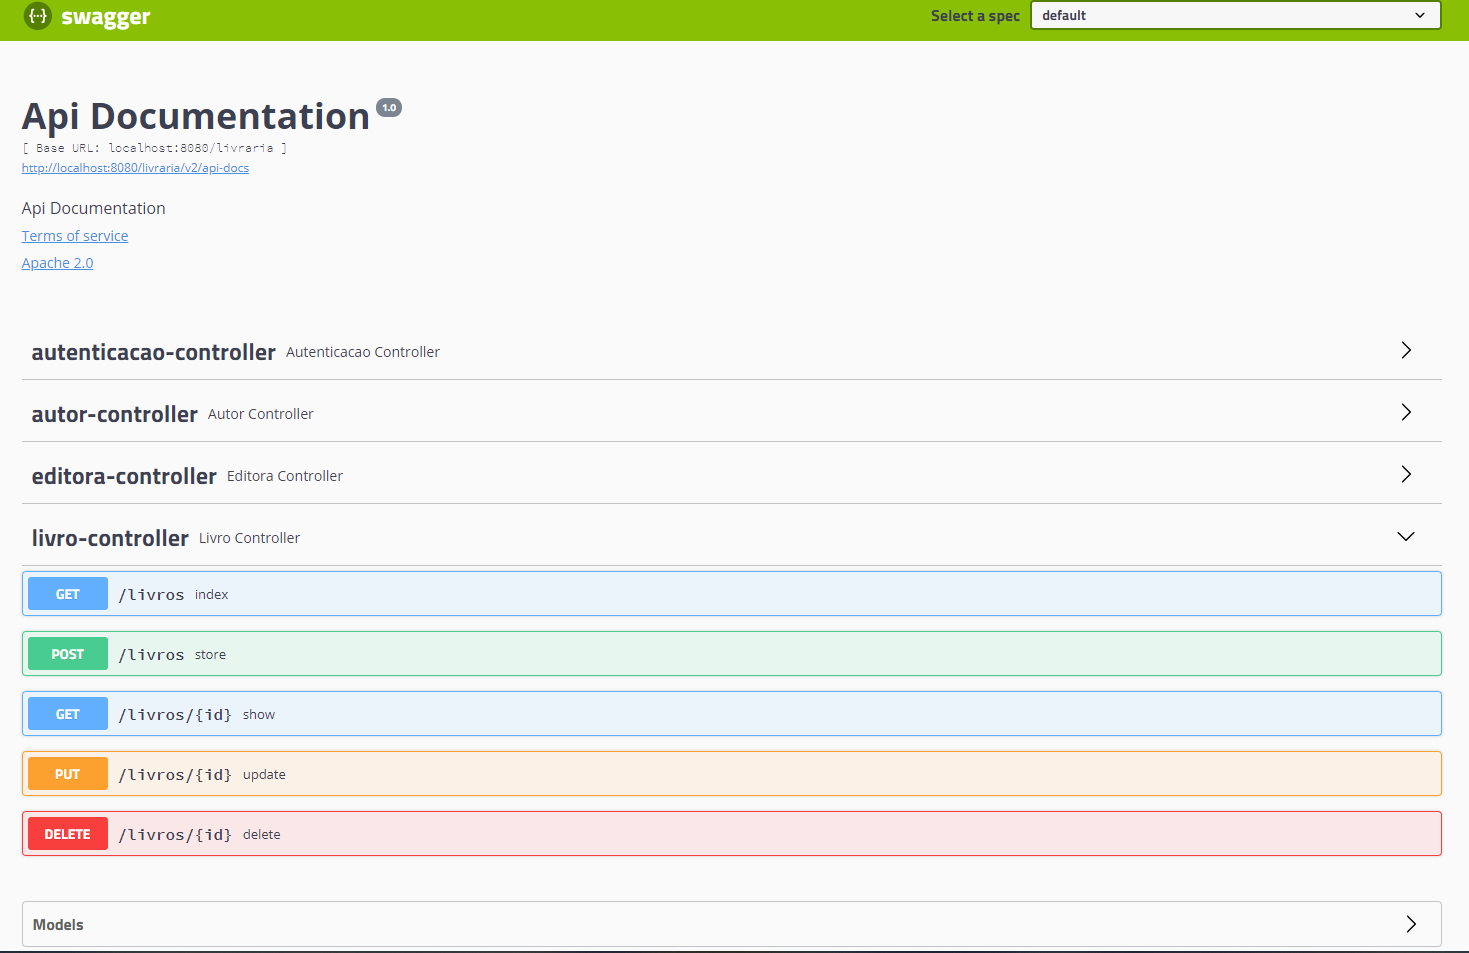 {···} swagger
Select a spec default
Api Documentation 1.0
[ Base URL: localhost:8080/livraria ]
http://localhost:8080/livraria/v2/api-docs
Api Documentation
Terms of service
Apache 2.0
autenticacao-controller Autenticacao Controller
autor-controller Autor Controller
editora-controller Editora Controller
livro-controller Livro Controller
GET /livros index
POST /livros store
GET /livros/{id} show
PUT /livros/{id} update
DELETE /livros/{id} delete
Models